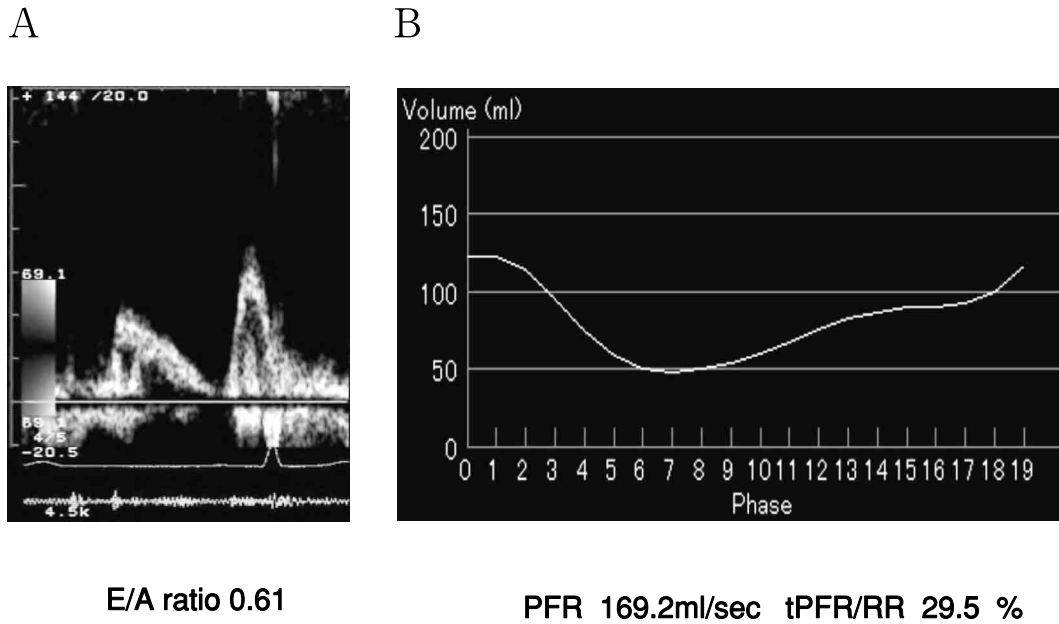 A
B
+ 144 /20.0
69.1
69.1
4/5
-20.5
4.5k
Volume (ml)
200
150
100
50
0
0 1 2 3 4 5 6 7 8 9 10 11 12 13 14 15 16 17 18 19
Phase
E/A ratio 0.61
PFR 169.2ml/sec tPFR/RR 29.5 %